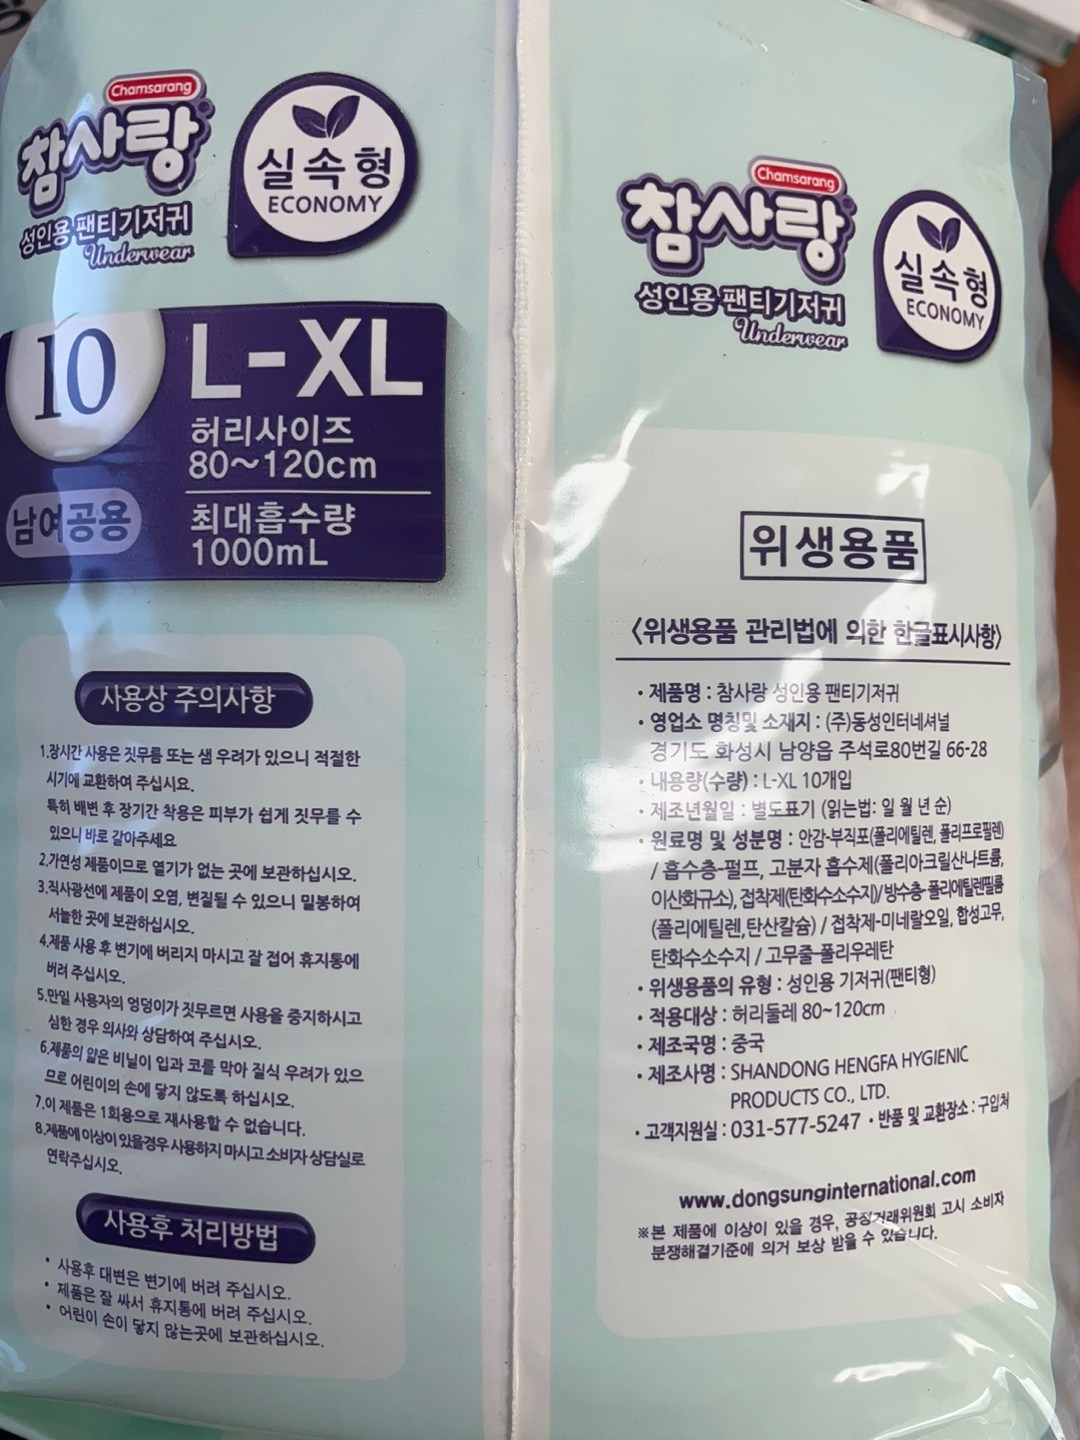 Chamsarang
참사랑
성인용 팬티기저귀
Underwear
실속형
ECONOMY
10
L-XL
허리사이즈
80~120cm
남여공용
최대흡수량
1000mL
사용상 주의사항
1.장시간 사용은 짓무름 또는 샘 우려가 있으니 적절한
시기에 교환하여 주십시요.
특히 배변 후 장기간 착용은 피부가 쉽게 짓무를 수
있으니 바로 갈아주세요
2.가연성 제품이므로 열기가 없는 곳에 보관하십시요.
3.직사광선에 제품이 오염, 변질될 수 있으니 밀봉하여
서늘한 곳에 보관하십시요.
4.제품 사용 후 변기에 버리지 마시고 잘 접어 휴지통에
버려 주십시오.
5.만일 사용자의 엉덩이가 짓무르면 사용을 중지하시고
심한 경우 의사와 상담하여 주십시요.
6.제품의 얇은 비닐이 입과 코를 막아 질식 우려가 있으
므로 어린이의 손에 닿지 않도록 하십시요.
7.이 제품은 1회용으로 재사용할 수 없습니다.
8.제품에 이상이 있을경우 사용하지 마시고 소비자 상담실로
연락주십시요.
사용후 처리방법
• 사용후 대변은 변기에 버려 주십시오.
• 제품은 잘 싸서 휴지통에 버려 주십시오.
• 어린이 손이 닿지 않는곳에 보관하십시오.
Chamsarang
참사랑
성인용 팬티기저귀
Underwear
실속형
ECONOMY
위생용품
<위생용품 관리법에 의한 한글표시사항>
• 제품명 : 참사랑 성인용 팬티기저귀
• 영업소 명칭및 소재지 : (주)동성인터네셔널
경기도 화성시 남양읍 주석로80번길 66-28
• 내용량(수량) : L-XL 10개입
• 제조년월일 : 별도표기 (읽는법: 일 월 년 순)
• 원료명 및 성분명 : 안감-부직포(폴리에틸렌, 폴리프로필렌)
/ 흡수층-펄프, 고분자 흡수제(폴리아크릴산나트륨,
이산화규소), 접착제(탄화수소수지)/ 방수층-폴리에틸렌필름
(폴리에틸렌,탄산칼슘) / 접착제-미네랄오일, 합성고무,
탄화수소수지 / 고무줄-폴리우레탄
• 위생용품의 유형 : 성인용 기저귀(팬티형)
• 적용대상 : 허리둘레 80~120cm
• 제조국명 : 중국
• 제조사명 : SHANDONG HENGFA HYGIENIC
PRODUCTS CO., LTD.
• 고객지원실 : 031-577-5247 • 반품 및 교환장소 : 구입처
www.dongsunginternational.com
※본 제품에 이상이 있을 경우, 공정거래위원회 고시 소비자
분쟁해결기준에 의거 보상 받을 수 있습니다.